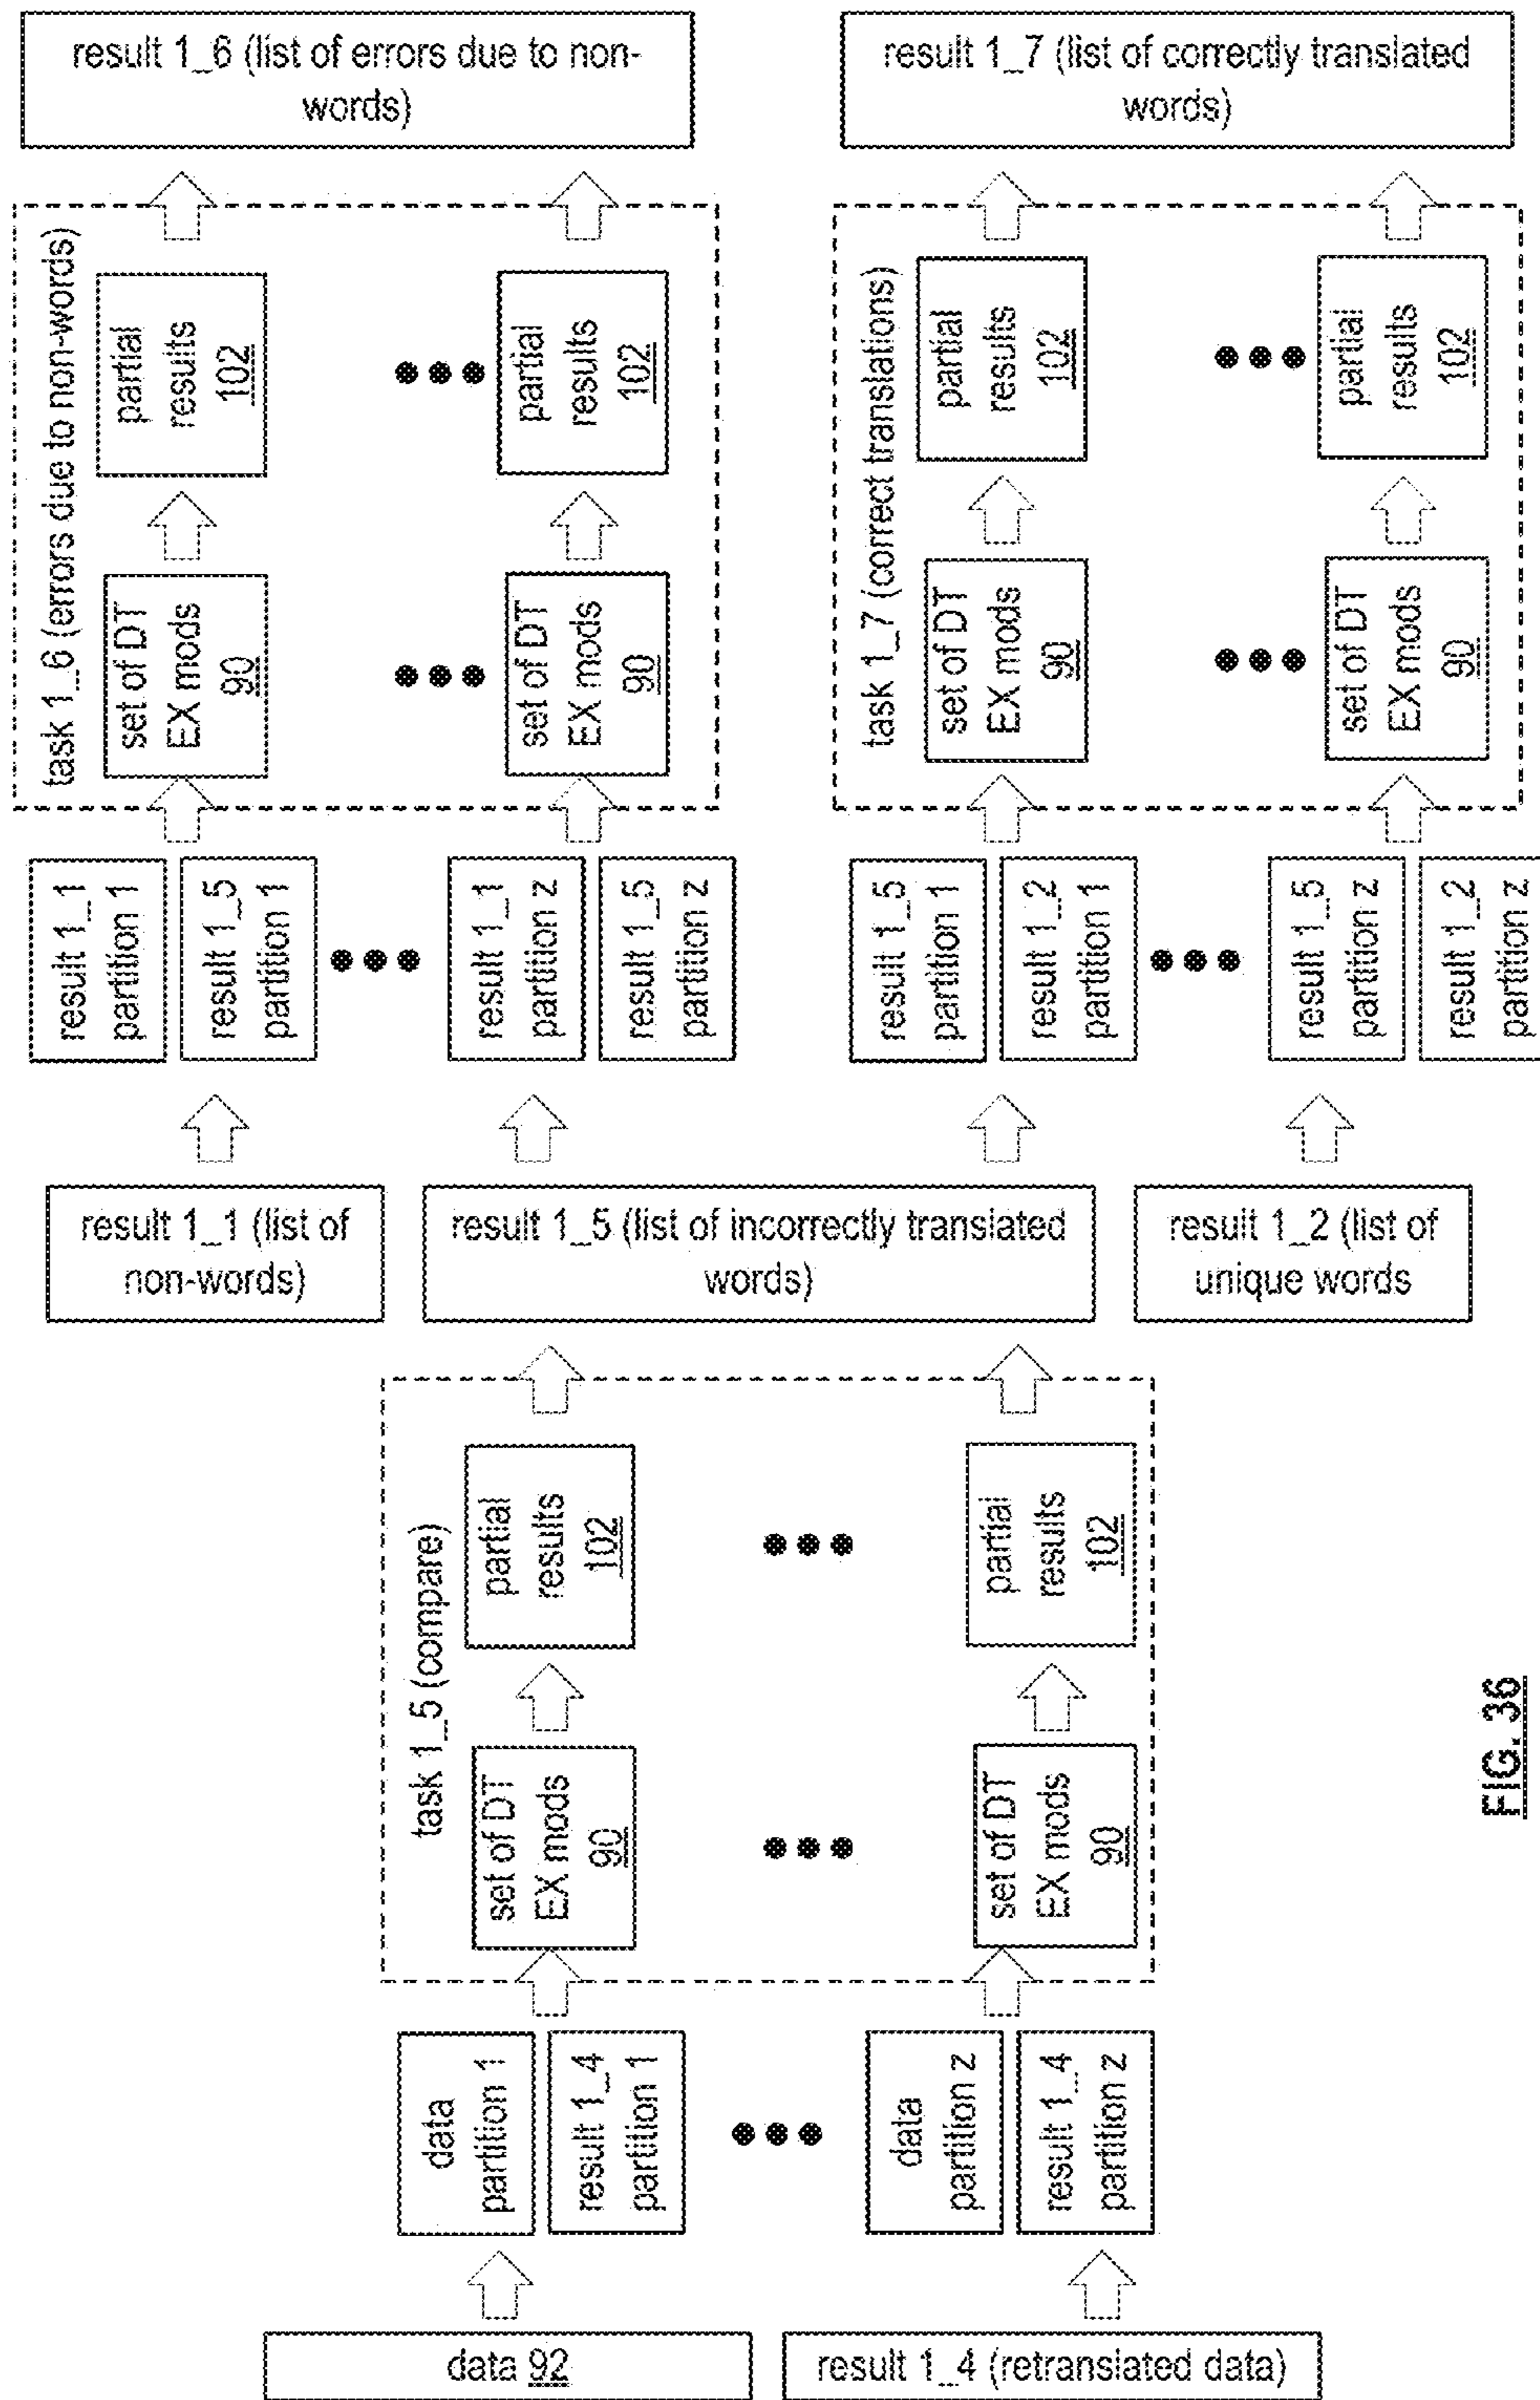 data 92
result 1_4 (retranslated data)
data
partition 1
result 1_4
partition 1
data
partition z
result 1_4
partition z
task 1_5 (compare)
set of DT
EX mods
90
partial
results
102
set of DT
EX mods
90
partial
results
102
result 1_1 (list of
non-words)
result 1_5 (list of incorrectly translated
words)
result 1_2 (list of
unique words
result 1_1
partition 1
result 1_5
partition 1
result 1_1
partition z
result 1_5
partition z
result 1_5
partition 1
result 1_2
partition 1
result 1_5
partition z
result 1_2
partition z
task 1_6 (errors due to non-words)
set of DT
EX mods
90
partial
results
102
set of DT
EX mods
90
partial
results
102
task 1_7 (correct translations)
set of DT
EX mods
90
partial
results
102
set of DT
EX mods
90
partial
results
102
result 1_6 (list of errors due to non-
words)
result 1_7 (list of correctly translated
words)
FIG. 36